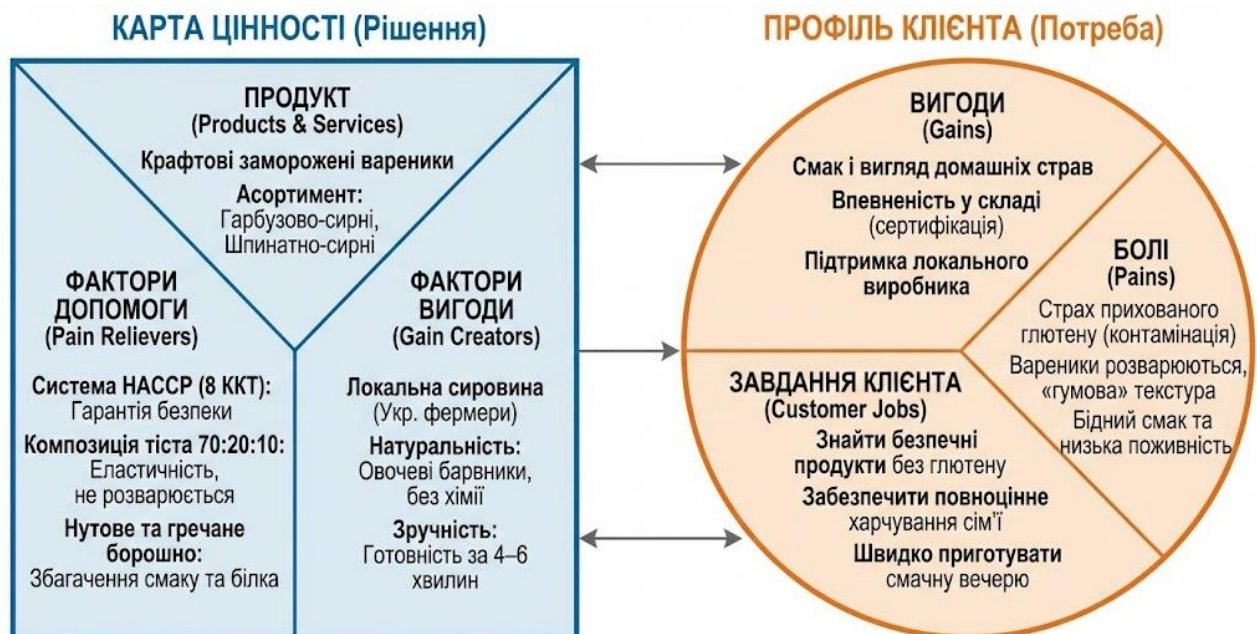 КАРТА ЦІННОСТІ (Рішення)
ПРОДУКТ
(Products & Services)
Крафтові заморожені вареники
Асортимент:
Гарбузово-сирні,
Шпинатно-сирні
ФАКТОРИ
ДОПОМОГИ
(Pain Relievers)
Система HACCP (8 ККТ):
Гарантія безпеки
Композиція тіста 70:20:10:
Еластичність,
не розварюється
Нутове та гречане
борошно:
Збагачення смаку та білка
ФАКТОРИ
ВИГОДИ
(Gain Creators)
Локальна сировина
(Укр. фермери)
Натуральність:
Овочеві барвники,
без хімії
Зручність:
Готовність за 4–6
хвилин
ПРОФІЛЬ КЛІЄНТА (Потреба)
ВИГОДИ
(Gains)
Смак і вигляд домашніх страв
Впевненість у складі
(сертифікація)
Підтримка локального
виробника
БОЛІ
(Pains)
Страх прихованого
глютену (контамінація)
Вареники розварюються,
«гумова» текстура
Бідний смак та
низька поживність
ЗАВДАННЯ КЛІЄНТА
(Customer Jobs)
Знайти безпечні
продукти без глютену
Забезпечити повноцінне
харчування сім’ї
Швидко приготувати
смачну вечерю